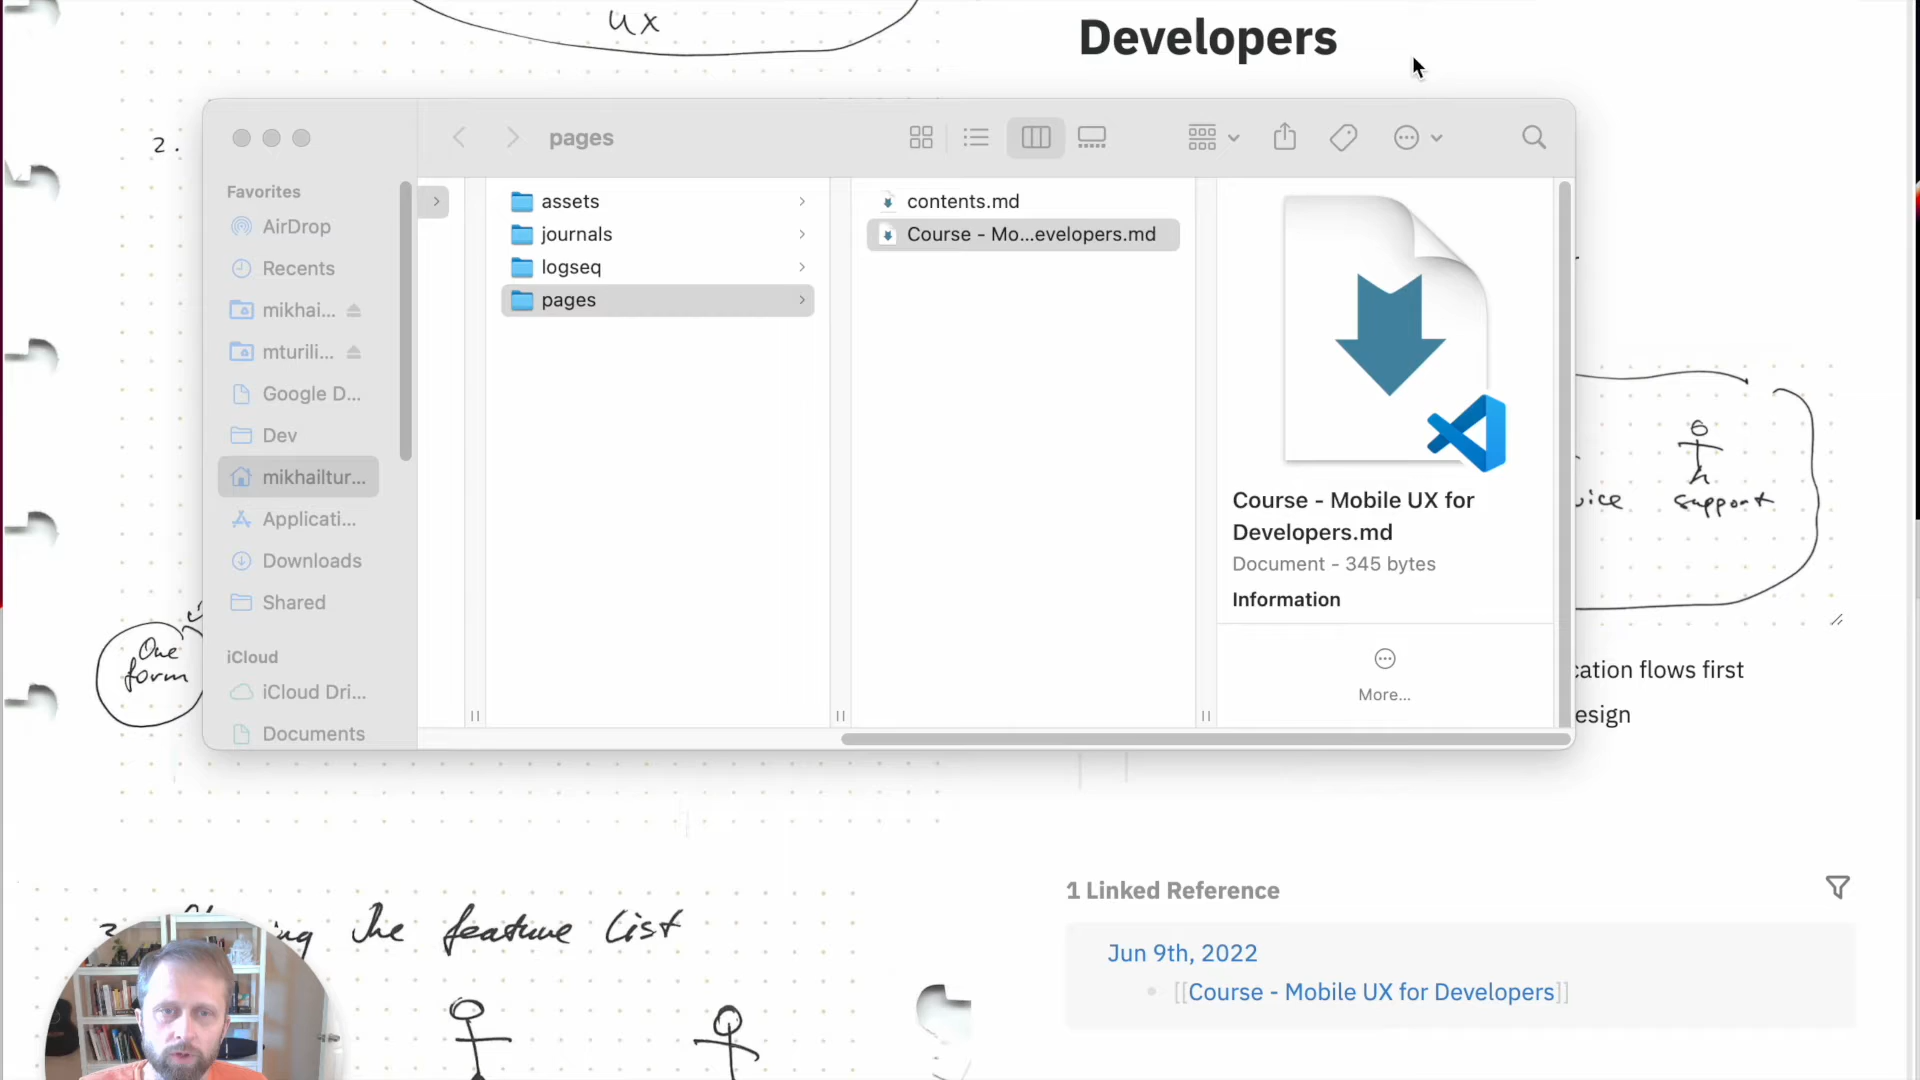 ux
Developers
2.
pages
Favorites
AirDrop
Recents
mikhai...
mturili...
Google D...
Dev
mikhailtur...
Applicati...
Downloads
Shared
iCloud
iCloud Dri...
Documents
assets
journals
logseq
pages
contents.md
Course - Mo...evelopers.md
Course - Mobile UX for
Developers.md
Document - 345 bytes
Information
More...
One
form
vice
support
cation flows first
esign
the feature list
1 Linked Reference
Jun 9th, 2022
[[Course - Mobile UX for Developers]]